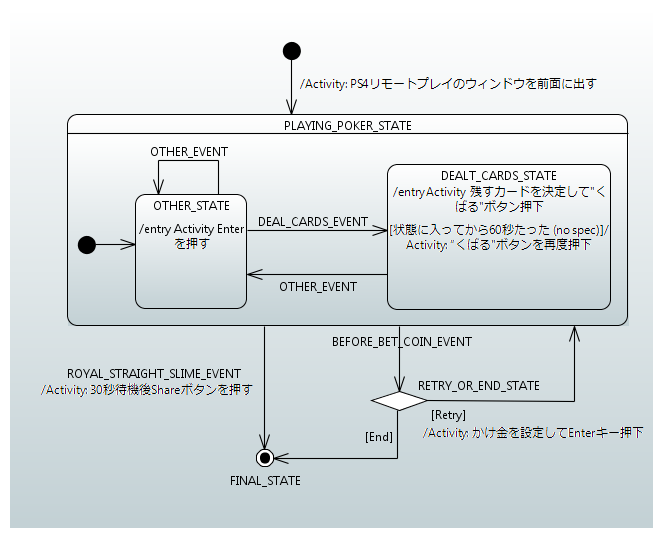 /Activity: PS4リモートプレイのウィンドウを前面に出す
PLAYING_POKER_STATE
OTHER_EVENT
OTHER_STATE
/entry Activity Enter
を押す
DEAL_CARDS_EVENT
DEALT_CARDS_STATE
/entryActivity 残すカードを決定して"く
ばる"ボタン押下
[状態に入ってから60秒たった (no spec)]/
Activity: "くばる"ボタンを再度押下
OTHER_EVENT
BEFORE_BET_COIN_EVENT
ROYAL_STRAIGHT_SLIME_EVENT
/Activity: 30秒待機後Shareボタンを押す
RETRY_OR_END_STATE
[Retry]
/Activity: かけ金を設定してEnterキー押下
[End]
FINAL_STATE